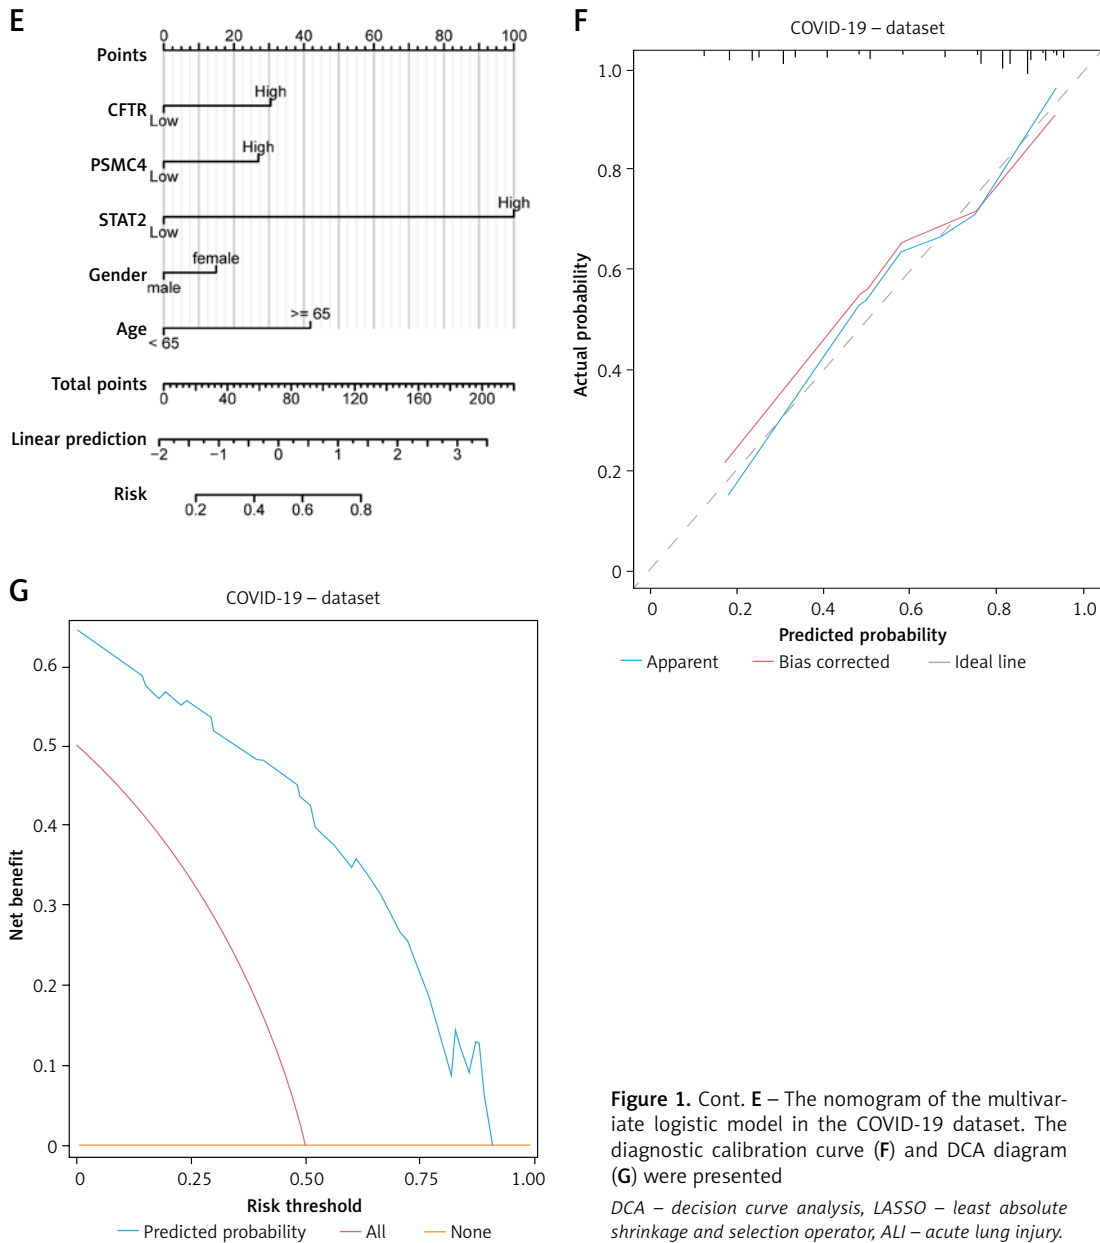 E
Points
0 20 40 60 80 100
CFTR
High
Low
PSMC4
High
Low
STAT2
High
Low
Gender
female
male
Age
>= 65
< 65
Total points
0 40 80 120 160 200
Linear prediction
−2 −1 0 1 2 3
Risk
0.2 0.4 0.6 0.8
F
COVID-19 – dataset
Actual probability
1.0
0.8
0.6
0.4
0.2
0
0 0.2 0.4 0.6 0.8 1.0
Predicted probability
Apparent Bias corrected Ideal line
G
COVID-19 – dataset
Net benefit
0.6
0.5
0.4
0.3
0.2
0.1
0
0 0.25 0.50 0.75 1.00
Risk threshold
Predicted probability All None
Figure 1. Cont. E – The nomogram of the multivar-
iate logistic model in the COVID-19 dataset. The
diagnostic calibration curve (F) and DCA diagram
(G) were presented
DCA – decision curve analysis, LASSO – least absolute
shrinkage and selection operator, ALI – acute lung injury.